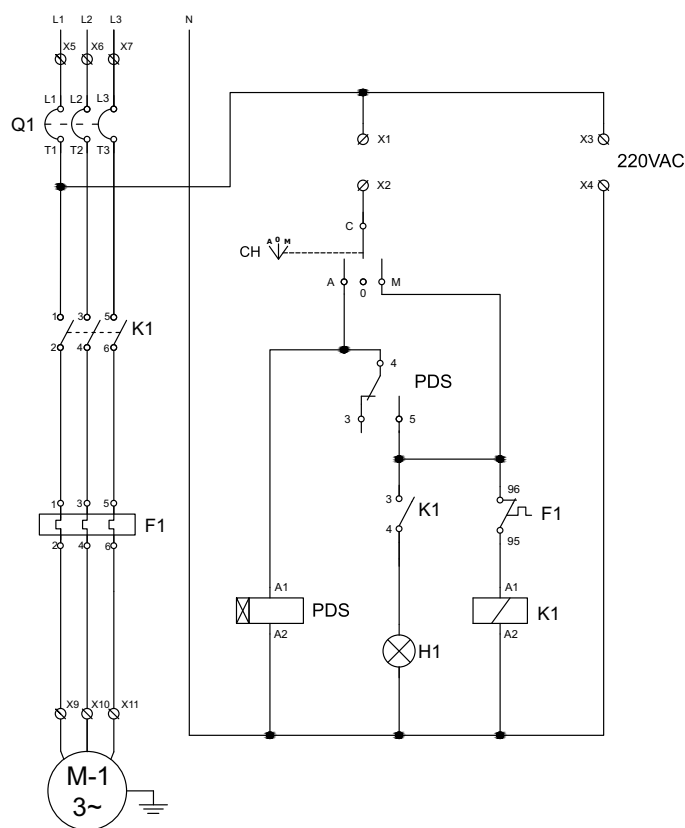 L1 L2 L3 N
X5 X6 X7
L1 L2 L3
Q1
T1 T2 T3
X1 X3
220VAC
X2 X4
C
A 0 M
CH
A 0 M
1 3 5
K1
2 4 6
4
PDS
3 5
96
3 K1
F1
4
95
1 3 5
F1
2 4 6
A1 A1
PDS K1
A2 A2
H1
X9 X10 X11
M-1
3~